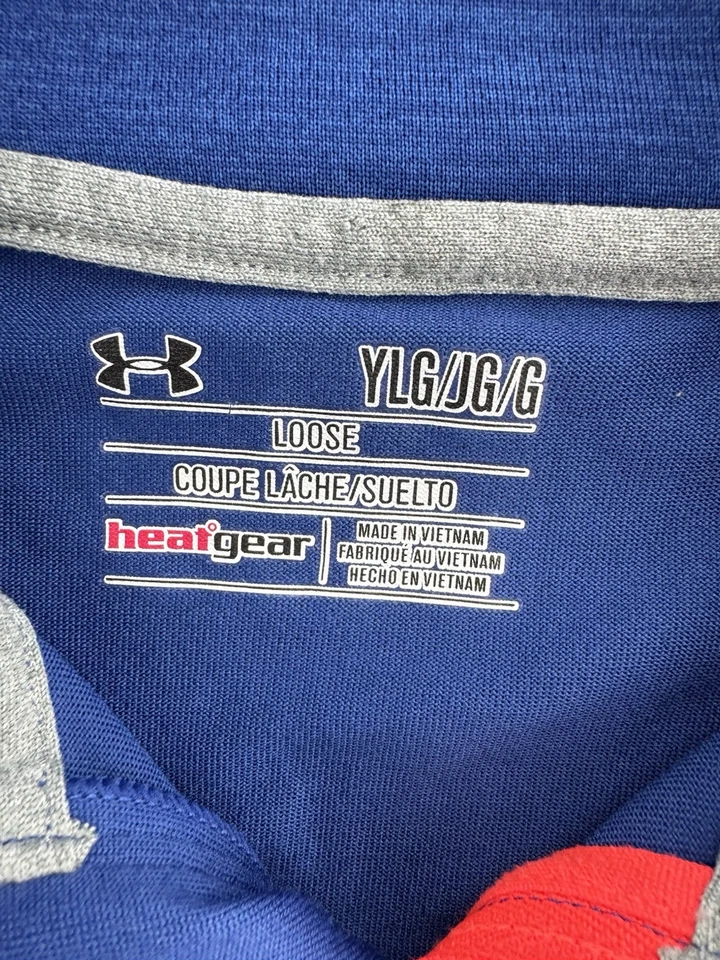 YLG/JG/G
LOOSE
COUPE LÂCHE/SUELTO
heatgear
MADE IN VIETNAM
FABRIQUÉ AU VIETNAM
HECHO EN VIETNAM